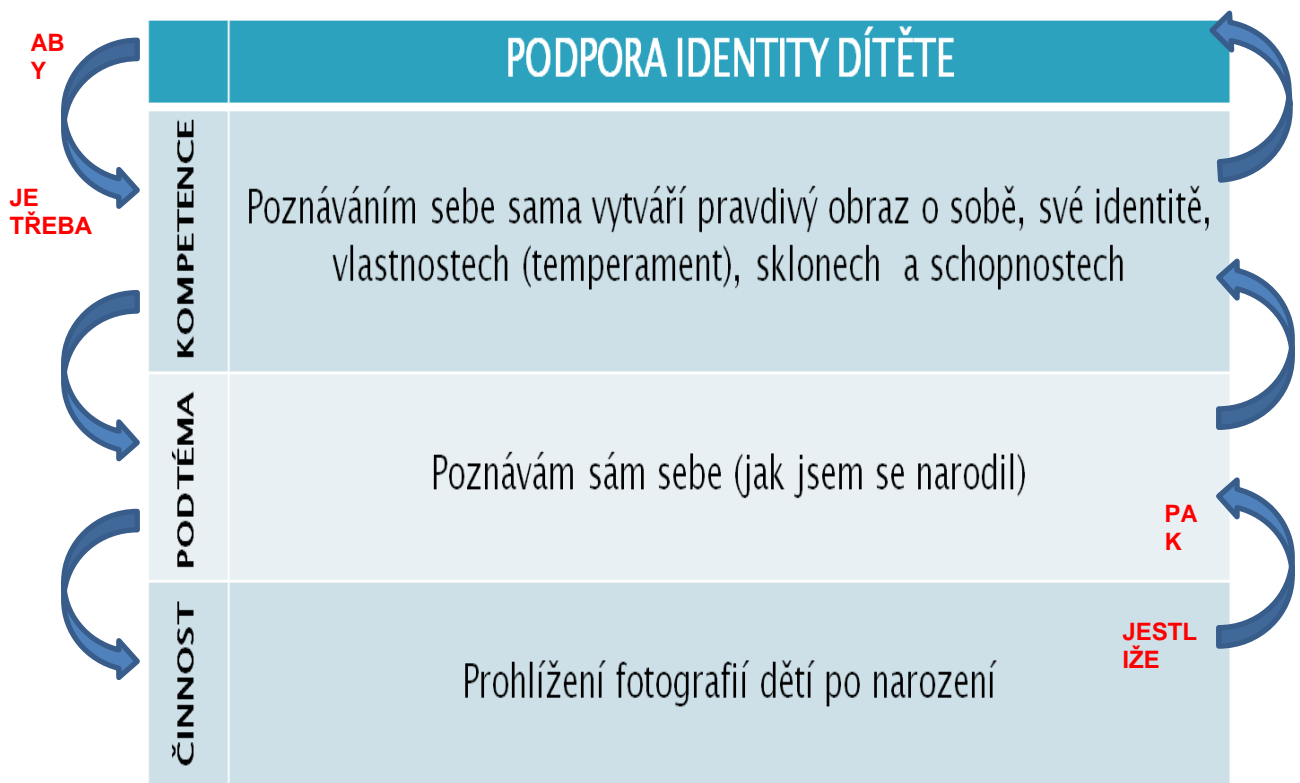 AB
Y
PODPORA IDENTITY DÍTĚTE
JE
TŘEBA
KOMPETENCE
Poznáváním sebe sama vytváří pravdivý obraz o sobě, své identitě,
vlastnostech (temperament), sklonech a schopnostech
PODTÉMA
Poznávám sám sebe (jak jsem se narodil)
PA
K
ČINNOST
Prohlížení fotografií dětí po narození
JESTL
IŽE